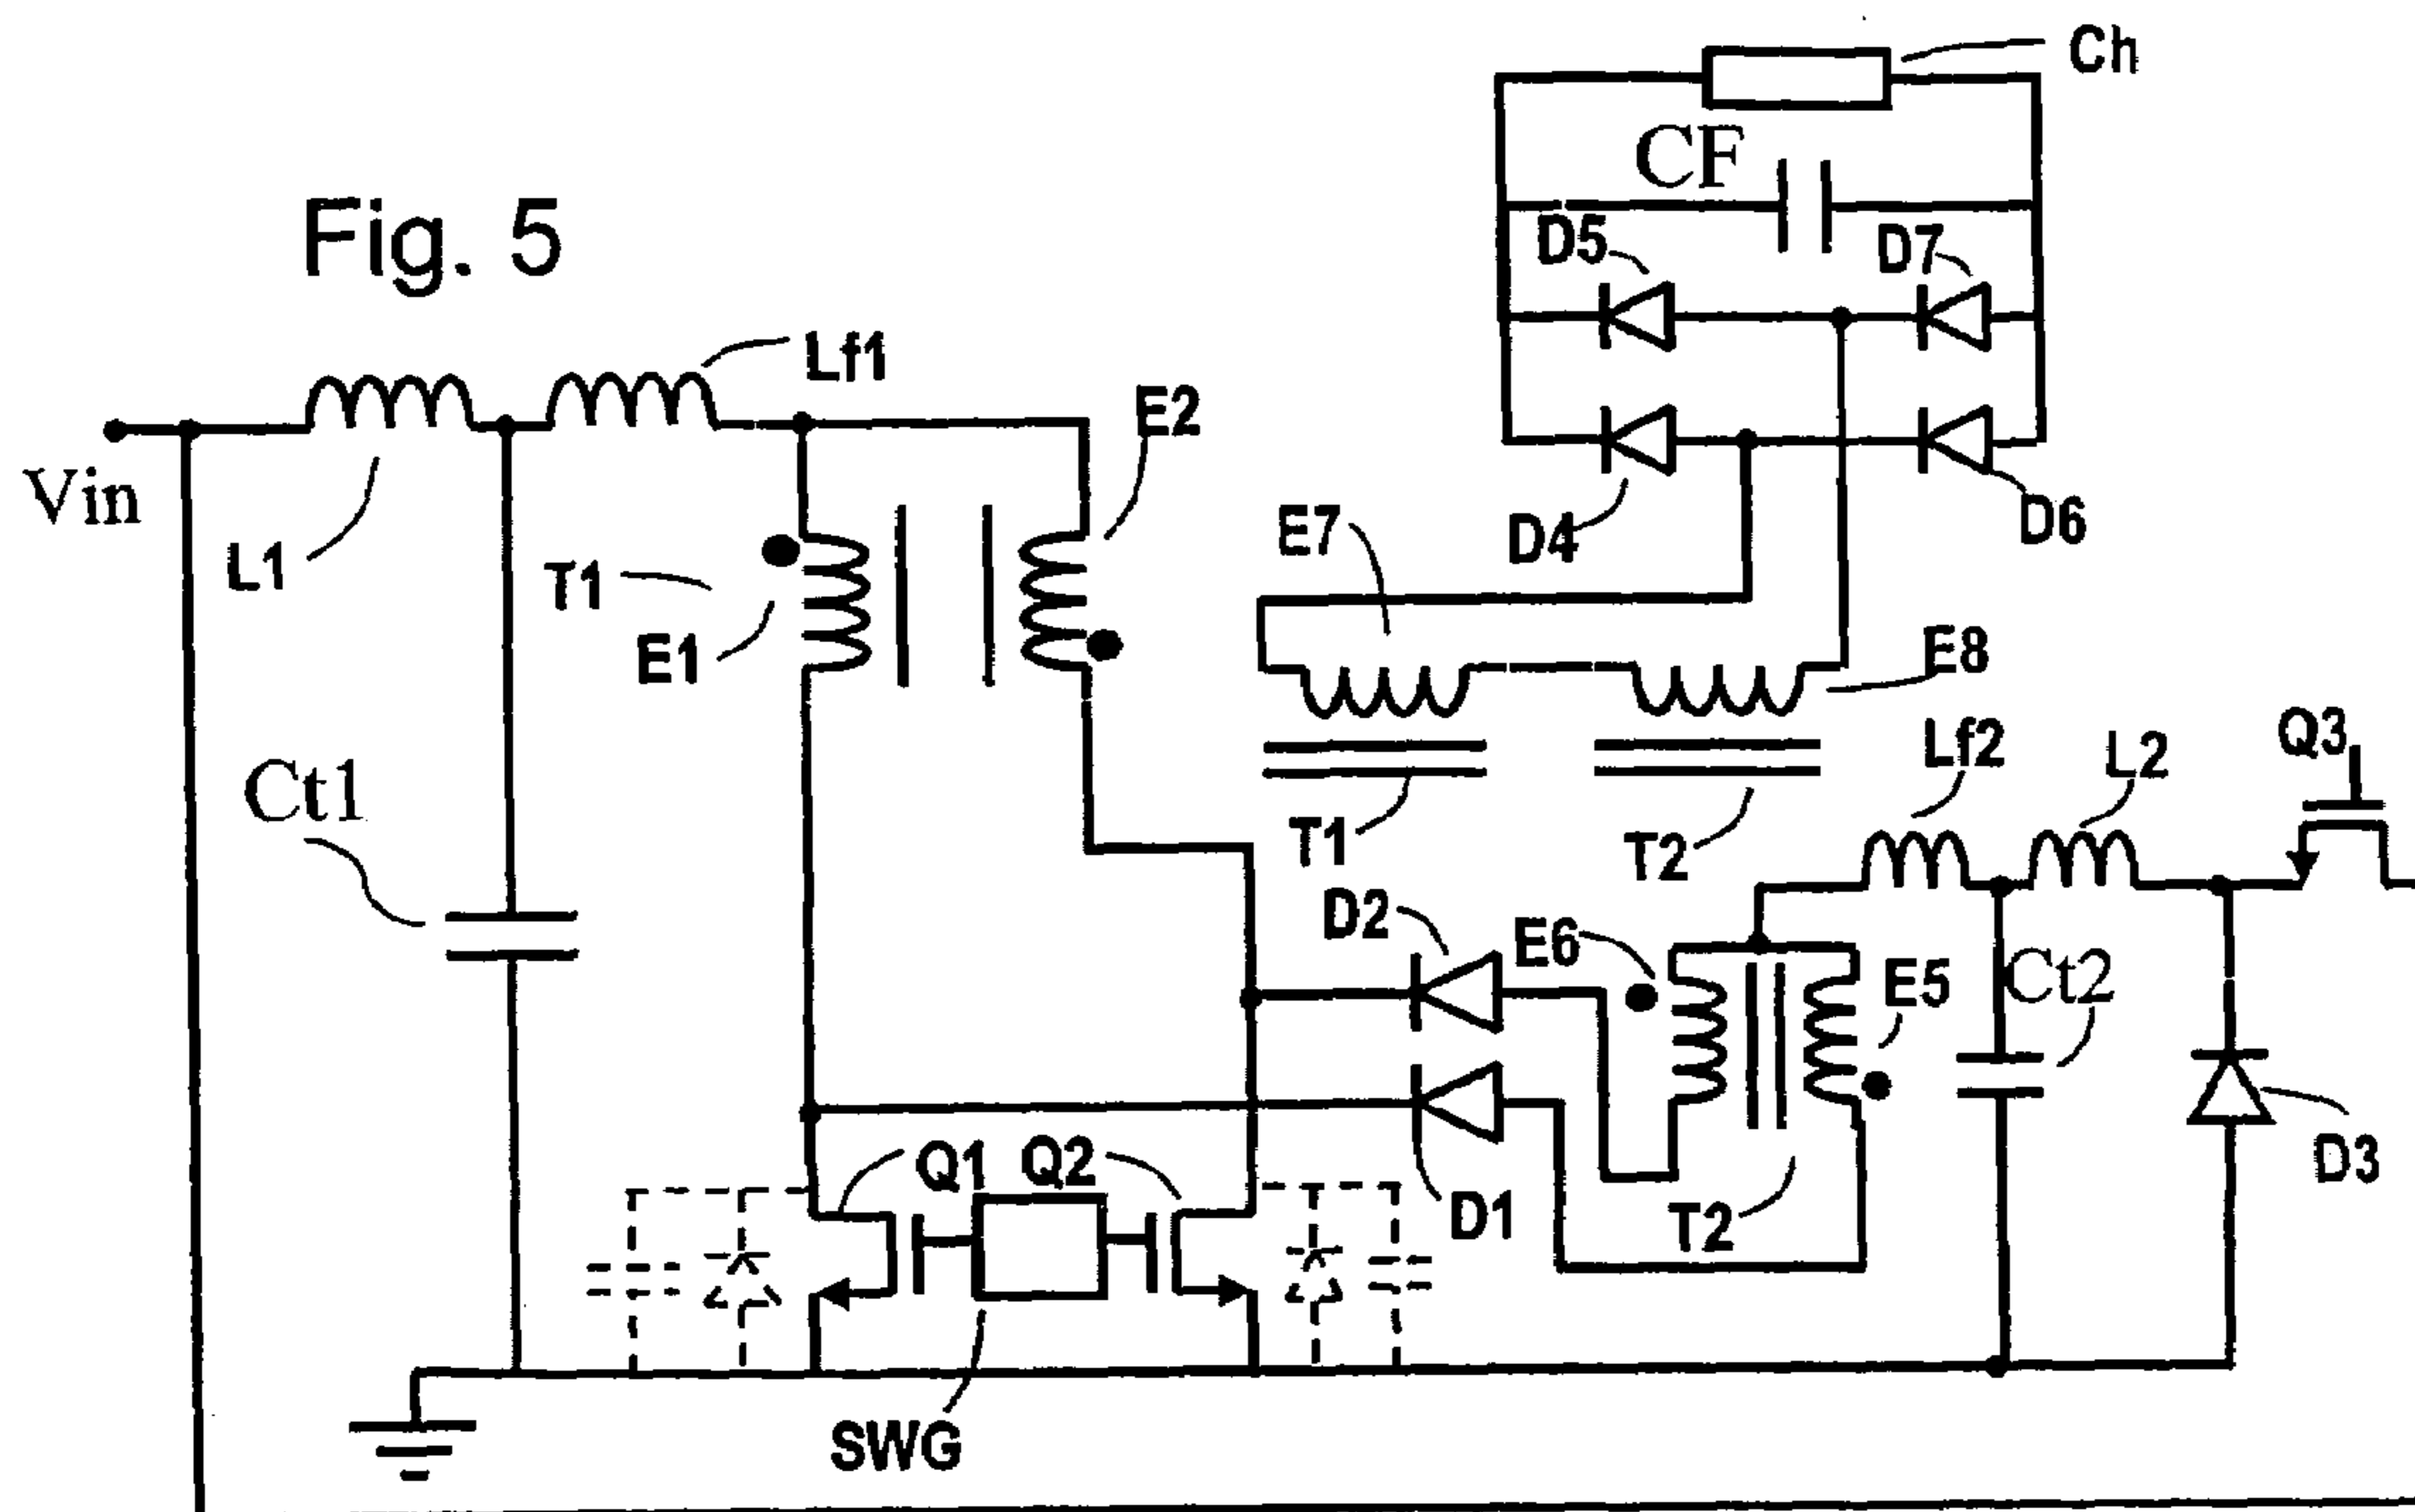 Ch
CF
Fig. 5
D5
D7
Lf1
E2
Vin
L1
T1
E1
E7
D4
D6
E8
Ct1
Lf2
L2
Q3
T1
T2
D2
E6
E5
Ct2
Q1
Q2
D1
T2
D3
SWG